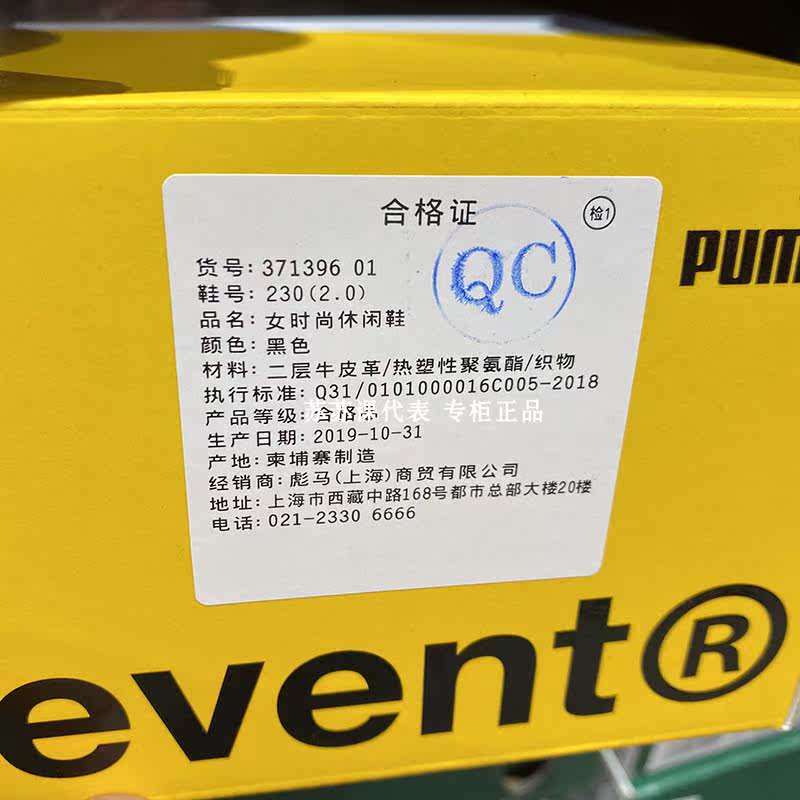 合格证
检1
QC
PUM
货号: 371396 01
鞋号: 230(2.0)
品名: 女时尚休闲鞋
颜色: 黑色
材料: 二层牛皮革/热塑性聚氨酯/织物
执行标准: Q31/0101000016C005-2018
产品等级: 合格
课代表 专柜正品
生产日期: 2019-10-31
产地: 柬埔寨制造
经销商: 彪马(上海)商贸有限公司
地址: 上海市西藏中路168号都市总部大楼20楼
电话: 021-2330 6666
event®